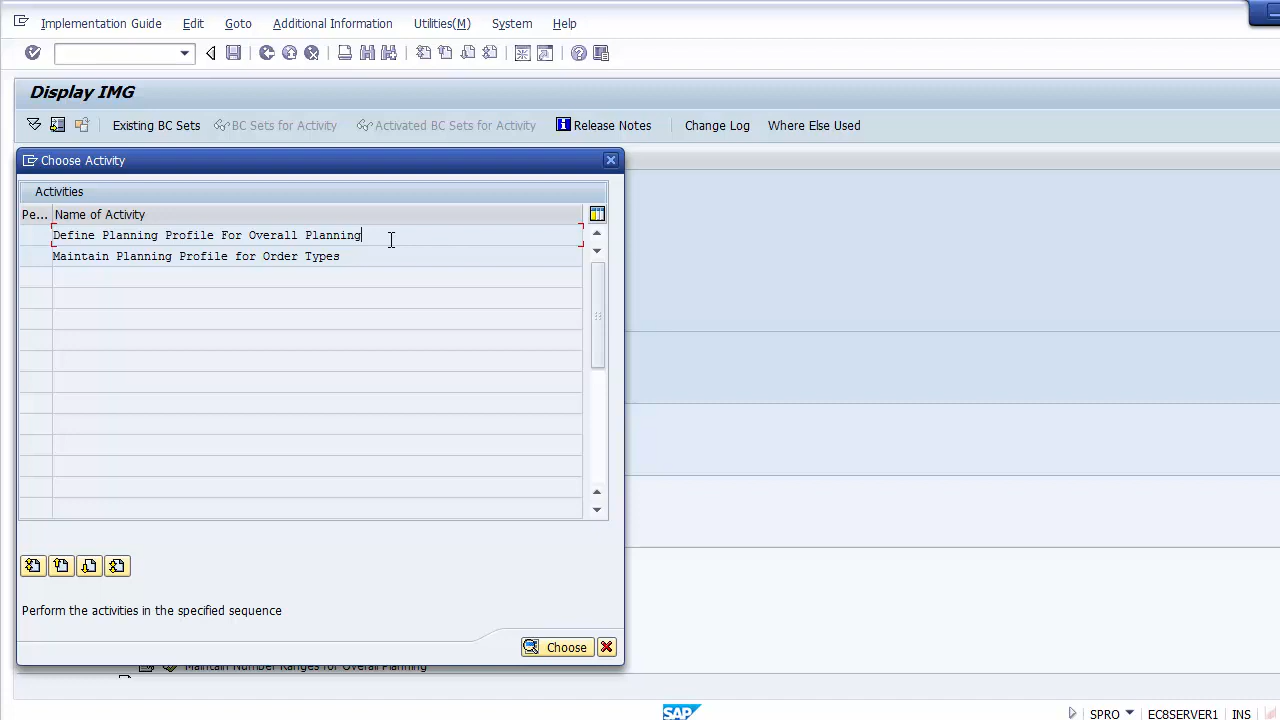 Implementation Guide Edit Goto Additional Information Utilities(M) System Help
Display IMG
Existing BC Sets BC Sets for Activity Activated BC Sets for Activity Release Notes Change Log Where Else Used
Choose Activity
Activities
Pe... Name of Activity
Define Planning Profile For Overall Planning
Maintain Planning Profile for Order Types
Perform the activities in the specified sequence
Choose
Maintain Number Ranges for Overall Planning
SAP SPRO EC8SERVER1 INS